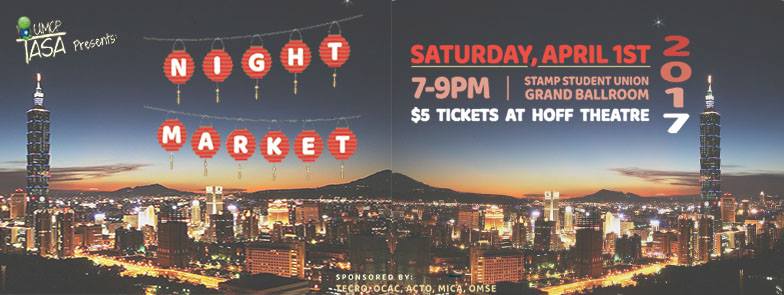 UMCP
TASA Presents:
NIGHT
MARKET
SATURDAY, APRIL 1ST
7-9PM
STAMP STUDENT UNION
GRAND BALLROOM
$5 TICKETS AT HOFF THEATRE
2017
SPONSORED BY:
TECRO, OCAC, ACTO, MICA, OMSE